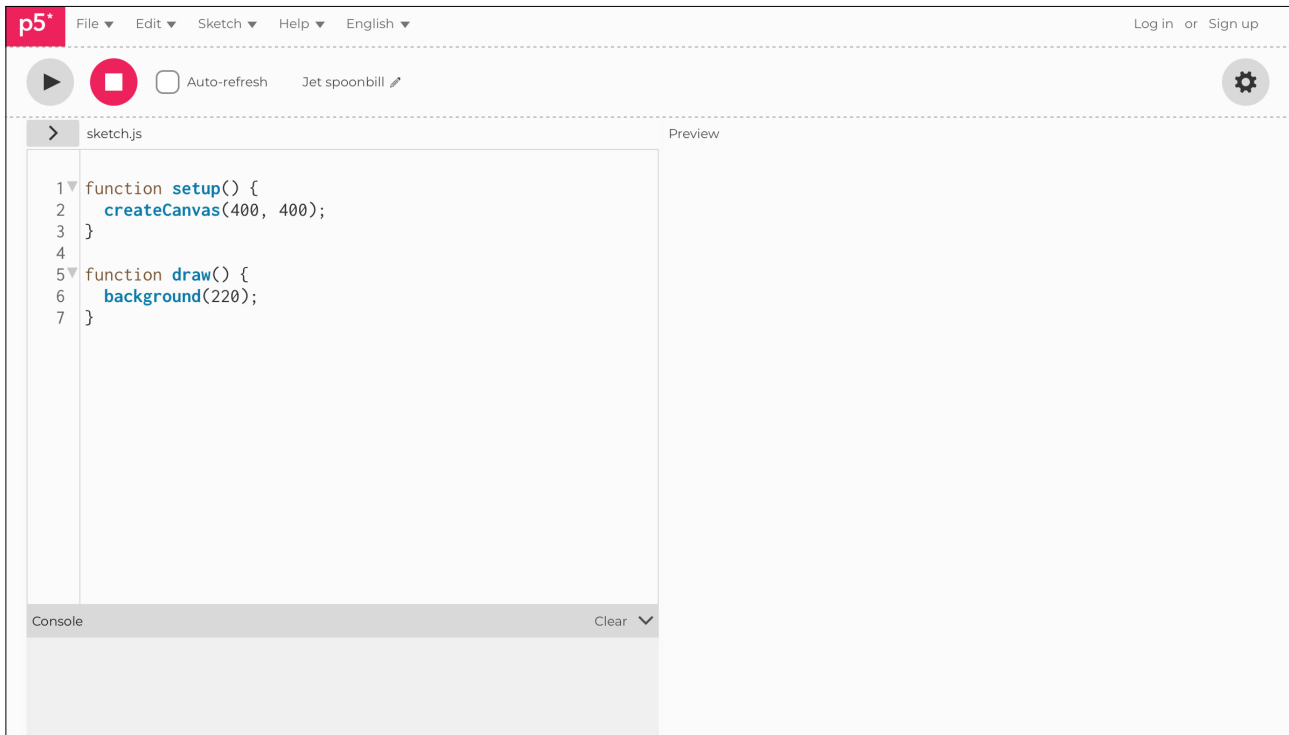 p5* File Edit Sketch Help English Log in or Sign up
Auto-refresh Jet spoonbill
sketch.js Preview
1 function setup() {
2 createCanvas(400, 400);
3 }
4
5 function draw() {
6 background(220);
7 }
Console Clear